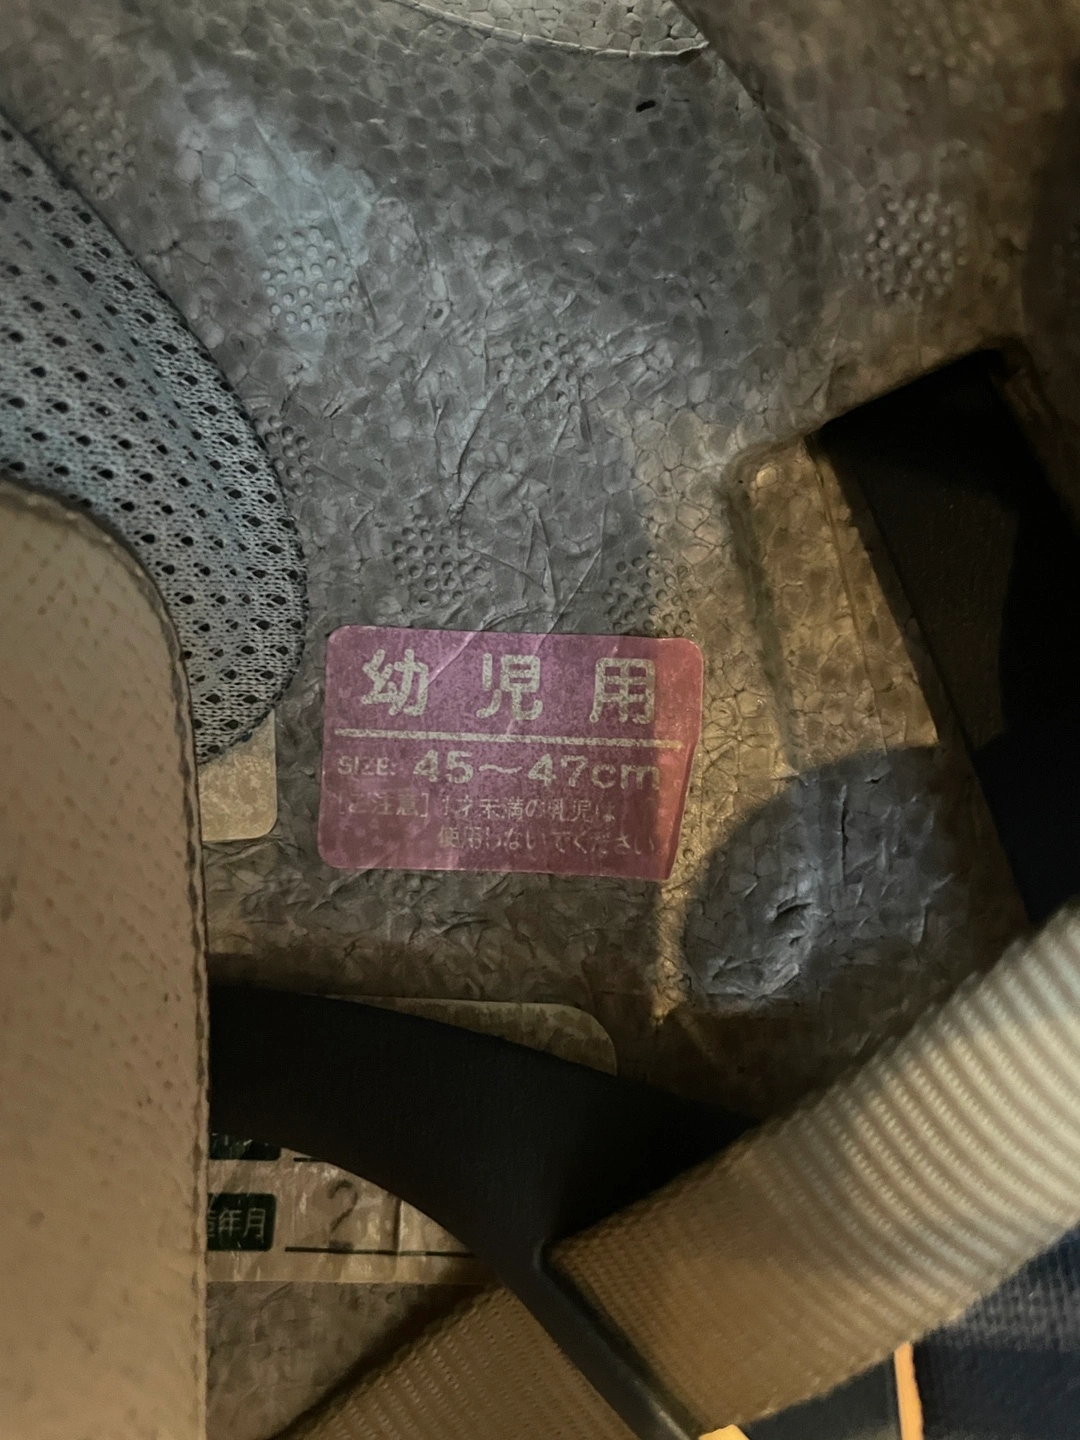 幼児用
SIZE: 45～47cm
[ご注意] 1才未満の乳児は
使用しないでください
年月 2